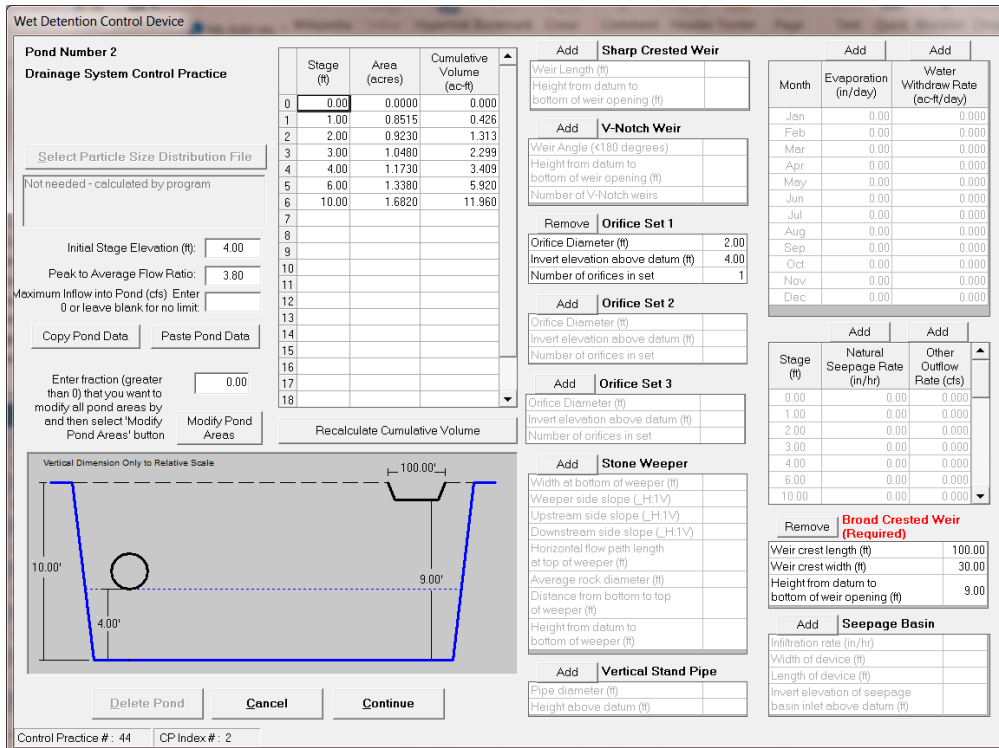 Wet Detention Control Device
Pond Number 2
Drainage System Control Practice
Select Particle Size Distribution File
Not needed - calculated by program
Initial Stage Elevation (ft): 4.00
Peak to Average Flow Ratio: 3.80
Maximum Inflow into Pond (cfs) Enter
0 or leave blank for no limit:
Copy Pond Data Paste Pond Data
Enter fraction (greater 0.00
than 0) that you want to
modify all pond areas by
and then select 'Modify
Pond Areas' button
Modify Pond
Areas
Stage
(ft)
Area
(acres)
Cumulative
Volume
(ac-ft)
0 0.00 0.0000 0.000
1 1.00 0.8515 0.426
2 2.00 0.9230 1.313
3 3.00 1.0480 2.299
4 4.00 1.1730 3.409
5 6.00 1.3380 5.920
6 10.00 1.6820 11.960
7
8
9
10
11
12
13
14
15
16
17
18
Recalculate Cumulative Volume
Vertical Dimension Only to Relative Scale
100.00'
10.00'
4.00'
9.00'
Delete Pond Cancel Continue
Control Practice # : 44 CP Index # : 2
Add Sharp Crested Weir
Weir Length (ft)
Height from datum to
bottom of weir opening (ft)
Add V-Notch Weir
Weir Angle (<180 degrees)
Height from datum to
bottom of weir opening (ft)
Number of V-Notch weirs
Remove Orifice Set 1
Orifice Diameter (ft) 2.00
Invert elevation above datum (ft) 4.00
Number of orifices in set 1
Add Orifice Set 2
Orifice Diameter (ft)
Invert elevation above datum (ft)
Number of orifices in set
Add Orifice Set 3
Orifice Diameter (ft)
Invert elevation above datum (ft)
Number of orifices in set
Add Stone Weeper
Width at bottom of weeper (ft)
Weeper side slope (_H:1V)
Upstream side slope (_H:1V)
Downstream side slope (_H:1V)
Horizontal flow path length
at top of weeper (ft)
Average rock diameter (ft)
Distance from bottom to top
of weeper (ft)
Height from datum to
bottom of weeper (ft)
Add Vertical Stand Pipe
Pipe diameter (ft)
Height above datum (ft)
Add Add
Month
Evaporation
(in/day)
Water
Withdraw Rate
(ac-ft/day)
Jan 0.00 0.000
Feb 0.00 0.000
Mar 0.00 0.000
Apr 0.00 0.000
May 0.00 0.000
Jun 0.00 0.000
Jul 0.00 0.000
Aug 0.00 0.000
Sep 0.00 0.000
Oct 0.00 0.000
Nov 0.00 0.000
Dec 0.00 0.000
Add Add
Stage
(ft)
Natural
Seepage Rate
(in/hr)
Other
Outflow
Rate (cfs)
0.00 0.00 0.000
1.00 0.00 0.000
2.00 0.00 0.000
3.00 0.00 0.000
4.00 0.00 0.000
6.00 0.00 0.000
10.00 0.00 0.000
Remove Broad Crested Weir
(Required)
Weir crest length (ft) 100.00
Weir crest width (ft) 30.00
Height from datum to
bottom of weir opening (ft) 9.00
Add Seepage Basin
Infiltration rate (in/hr)
Width of device (ft)
Length of device (ft)
Invert elevation of seepage
basin inlet above datum (ft)